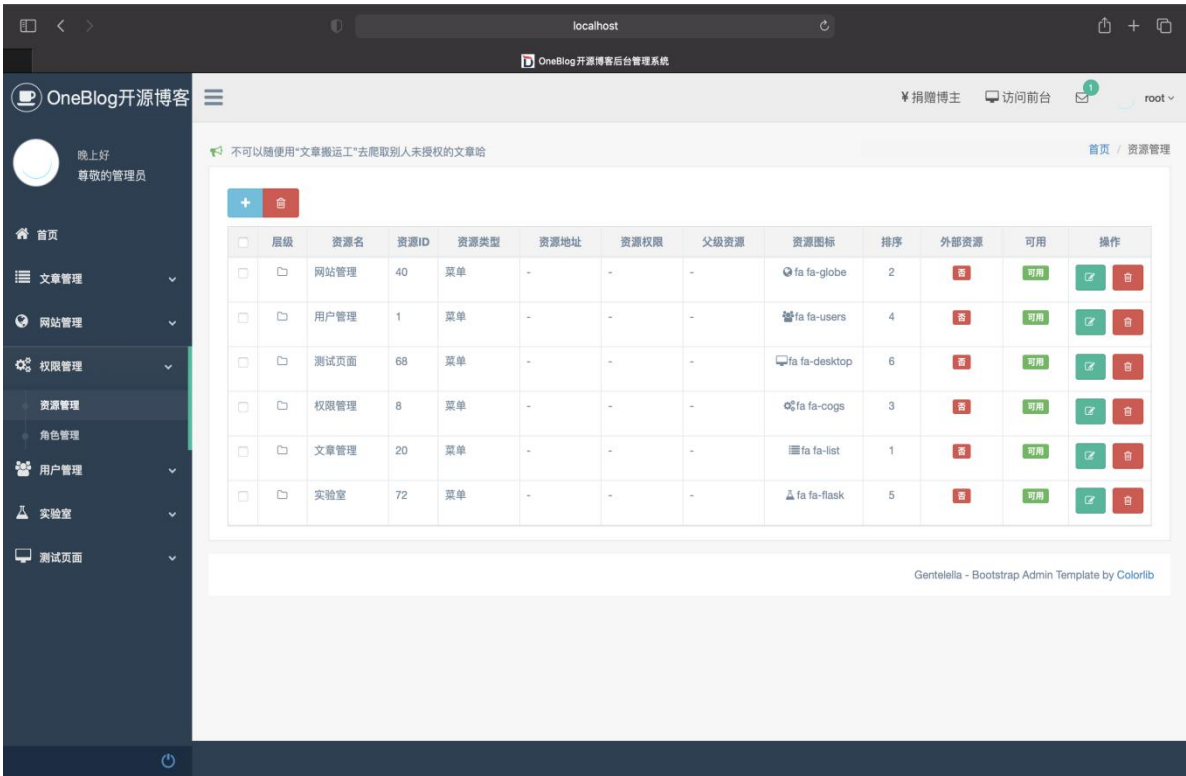 localhost
OneBlog开源博客后台管理系统
OneBlog开源博客
¥捐赠博主 访问前台 1 root
晚上好
尊敬的管理员
不可以随便用“文章搬运工”去爬取别人未授权的文章哈
首页 / 资源管理
首页
文章管理
网站管理
权限管理
资源管理
角色管理
用户管理
实验室
测试页面
层级 资源名 资源ID 资源类型 资源地址 资源权限 父级资源 资源图标 排序 外部资源 可用 操作
网站管理 40 菜单 - - - fa fa-globe 2 否 可用
用户管理 1 菜单 - - - fa fa-users 4 否 可用
测试页面 68 菜单 - - - fa fa-desktop 6 否 可用
权限管理 8 菜单 - - - fa fa-cogs 3 否 可用
文章管理 20 菜单 - - - fa fa-list 1 否 可用
实验室 72 菜单 - - - fa fa-flask 5 否 可用
Gentelella - Bootstrap Admin Template by Colorlib